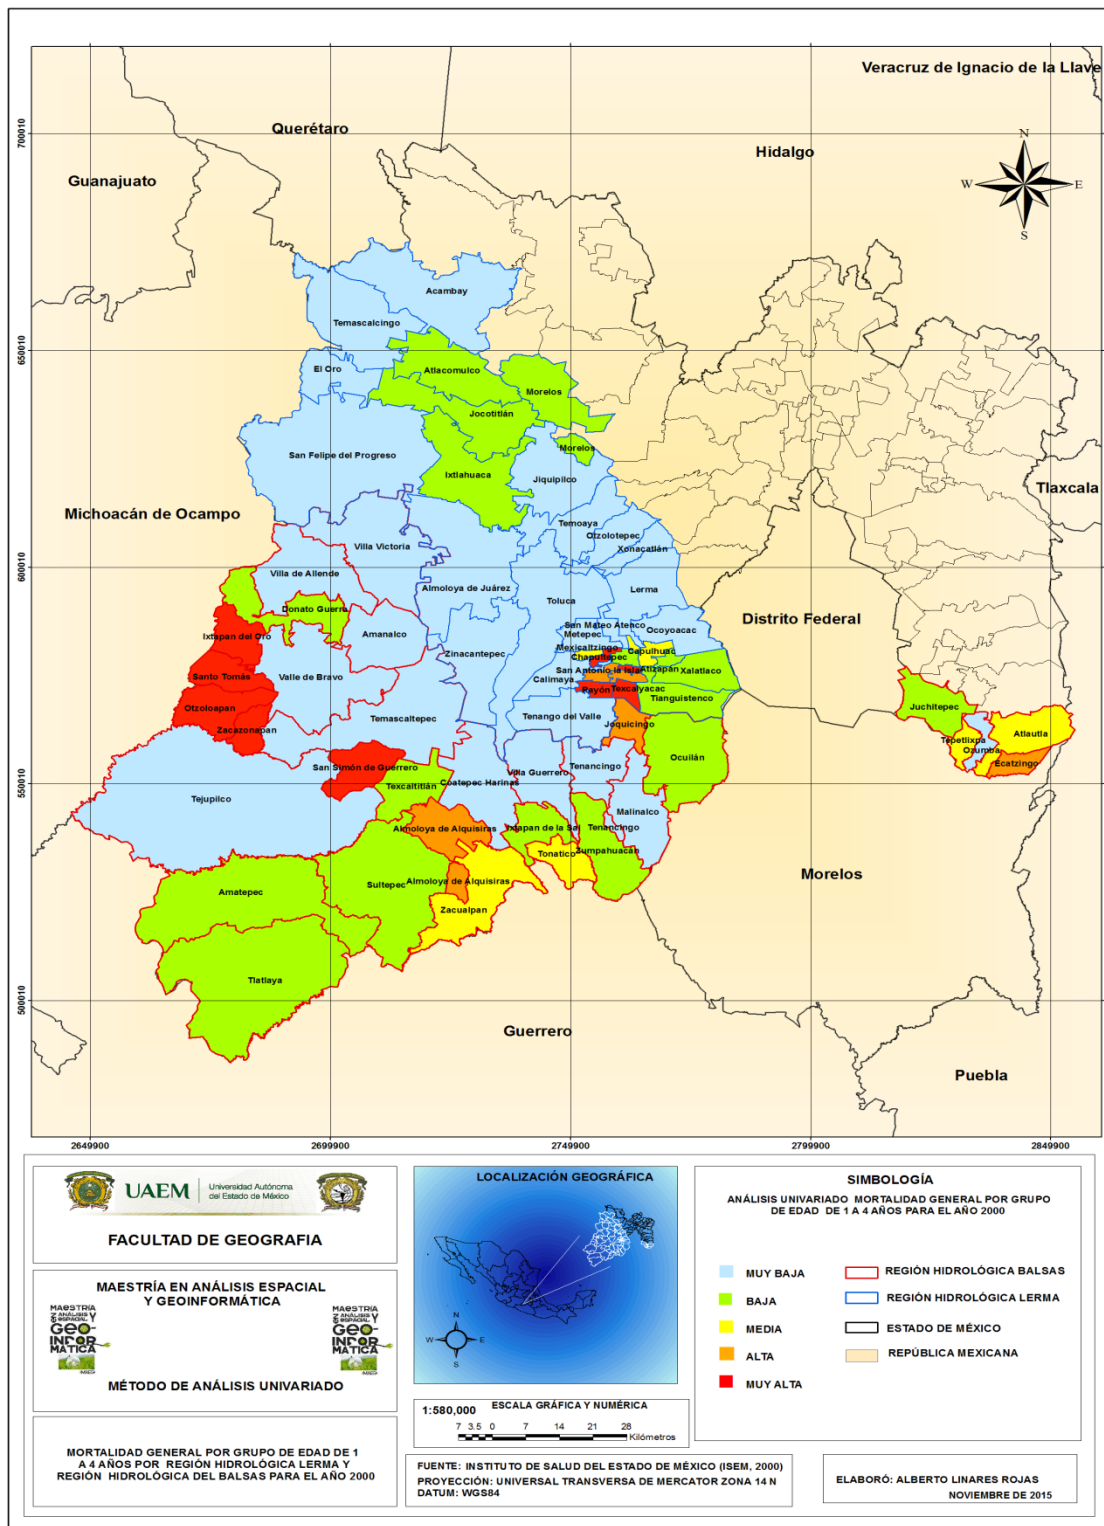 Veracruz de Ignacio de la Llave
Querétaro
Hidalgo
Guanajuato
N
W
E
S
700010
Acambay
Temascalcingo
650010
El Oro
Atlacomulco
Morelos
Jocotitlán
Morelos
San Felipe del Progreso
Ixtlahuaca
Jiquipilco
Tlaxcala
Michoacán de Ocampo
Temoaya
Otzolotepec
Villa Victoria
Xonacatlán
600010
Villa de Allende
Almoloya de Juárez
Lerma
Toluca
Donato Guerra
Distrito Federal
San Mateo Atenco
Ocoyoacac
Metepec
Ixtapan del Oro
Amanalco
Mexicaltzingo
Capulhuac
Zinacantepec
Chapultepec
San Antonio la Isla
Atizapán
Xalatlaco
Santo Tomás
Valle de Bravo
Calimaya
Rayón
Texcalyacac
Tianguistenco
Otzoloapan
Juchitepec
Zacazonapan
Temascaltepec
Tenango del Valle
Joquicingo
Atlautla
Tepetlixpa
Ozumba
Ocuilán
Ecatzingo
San Simón de Guerrero
Villa Guerrero
Tenancingo
550010
Texcaltitlán
Coatepec Harinas
Tejupilco
Malinalco
Almoloya de Alquisiras
Ixtapan de la Sal
Tenancingo
Tonatico
Zumpahuacán
Morelos
Amatepec
Sultepec
Almoloya de Alquisiras
Zacualpan
Tlatlaya
500010
Guerrero
Puebla
2649900
2699900
2749900
2799900
2849900
UAEM
Universidad Autónoma
del Estado de México
FACULTAD DE GEOGRAFIA
MAESTRÍA EN ANÁLISIS ESPACIAL
Y GEOINFORMÁTICA
MÉTODO DE ANÁLISIS UNIVARIADO
MORTALIDAD GENERAL POR GRUPO DE EDAD DE 1
A 4 AÑOS POR REGIÓN HIDROLÓGICA LERMA Y
REGIÓN HIDROLÓGICA DEL BALSAS PARA EL AÑO 2000
LOCALIZACIÓN GEOGRÁFICA
N
W
E
S
1:580,000
ESCALA GRÁFICA Y NUMÉRICA
7 3.5 0 7 14 21 28
Kilómetros
FUENTE: INSTITUTO DE SALUD DEL ESTADO DE MÉXICO (ISEM, 2000)
PROYECCIÓN: UNIVERSAL TRANSVERSA DE MERCATOR ZONA 14 N
DATUM: WGS84
SIMBOLOGÍA
ANÁLISIS UNIVARIADO MORTALIDAD GENERAL POR GRUPO
DE EDAD DE 1 A 4 AÑOS PARA EL AÑO 2000
MUY BAJA
BAJA
MEDIA
ALTA
MUY ALTA
REGIÓN HIDROLÓGICA BALSAS
REGIÓN HIDROLÓGICA LERMA
ESTADO DE MÉXICO
REPÚBLICA MEXICANA
ELABORÓ: ALBERTO LINARES ROJAS
NOVIEMBRE DE 2015